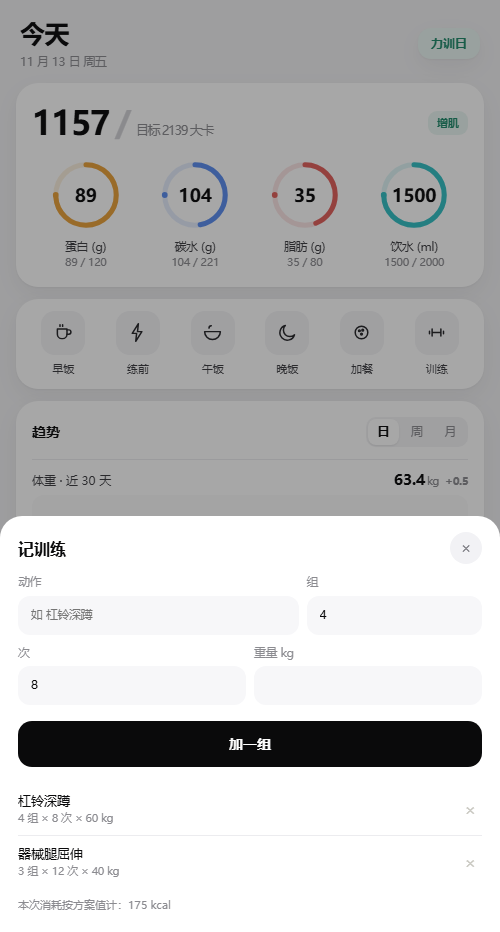 今天
11 月 13 日 周五
力训日
1157 / 目标 2139 大卡
增肌
89
104
35
1500
蛋白 (g)
碳水 (g)
脂肪 (g)
饮水 (ml)
89 / 120
104 / 221
35 / 80
1500 / 2000
早饭
练前
午饭
晚饭
加餐
训练
趋势
日
周
月
体重 · 近 30 天
63.4 kg +0.5
记训练
×
动作
组
如 杠铃深蹲
4
次
重量 kg
8
加一组
杠铃深蹲
4 组 × 8 次 × 60 kg
×
器械腿屈伸
3 组 × 12 次 × 40 kg
×
本次消耗按方案值计：175 kcal